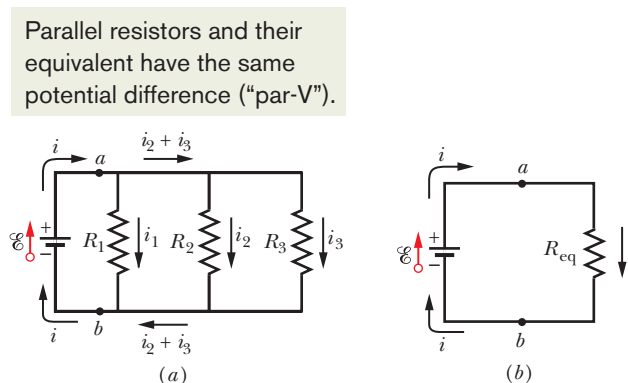 Parallel resistors and their
equivalent have the same
potential difference (“par-V”).
i
a
i2 + i3
ℰ
+
–
R1
i1
R2
i2
R3
i3
i
b
i2 + i3
(a)
i
a
ℰ
+
–
Req
i
b
(b)